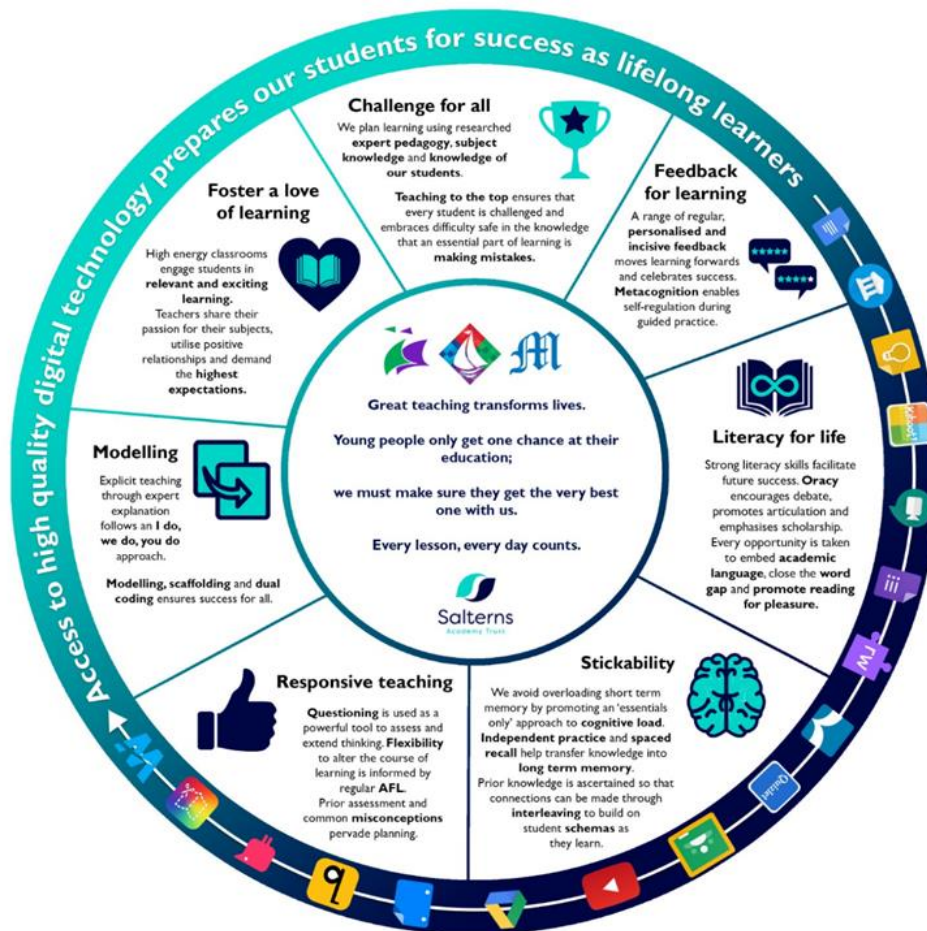 Access to high quality digital technology prepares our students for success as lifelong learners
Challenge for all
We plan learning using researched
expert pedagogy, subject
knowledge and knowledge of
our students.
Teaching to the top ensures that
every student is challenged and
embraces difficulty safe in the knowledge
that an essential part of learning is
making mistakes.
Feedback
for learning
A range of regular,
personalised and
incisive feedback
moves learning forwards
and celebrates success.
Metacognition enables
self-regulation during
guided practice.
Literacy for life
Strong literacy skills facilitate
future success. Oracy
encourages debate,
promotes articulation and
emphasises scholarship.
Every opportunity is taken
to embed academic
language, close the word
gap and promote reading
for pleasure.
Stickability
We avoid overloading short term
memory by promoting an 'essentials
only' approach to cognitive load.
Independent practice and spaced
recall help transfer knowledge into
long term memory.
Prior knowledge is ascertained so that
connections can be made through
interleaving to build on
student schemas as
they learn.
Responsive teaching
Questioning is used as a
powerful tool to assess and
extend thinking. Flexibility
to alter the course of
learning is informed by
regular AFL.
Prior assessment and
common misconceptions
pervade planning.
Modelling
Explicit teaching
through expert
explanation
follows an I do,
we do, you do
approach.
Modelling, scaffolding and dual
coding ensures success for all.
Foster a love
of learning
High energy classrooms
engage students in
relevant and exciting
learning.
Teachers share their
passion for their subjects,
utilise positive
relationships and demand
the highest
expectations.
M
Great teaching transforms lives.
Young people only get one chance at their
education;
we must make sure they get the very best
one with us.
Every lesson, every day counts.
Salterns
Academy Trust
Kahoot!
rw
Quizlet
q